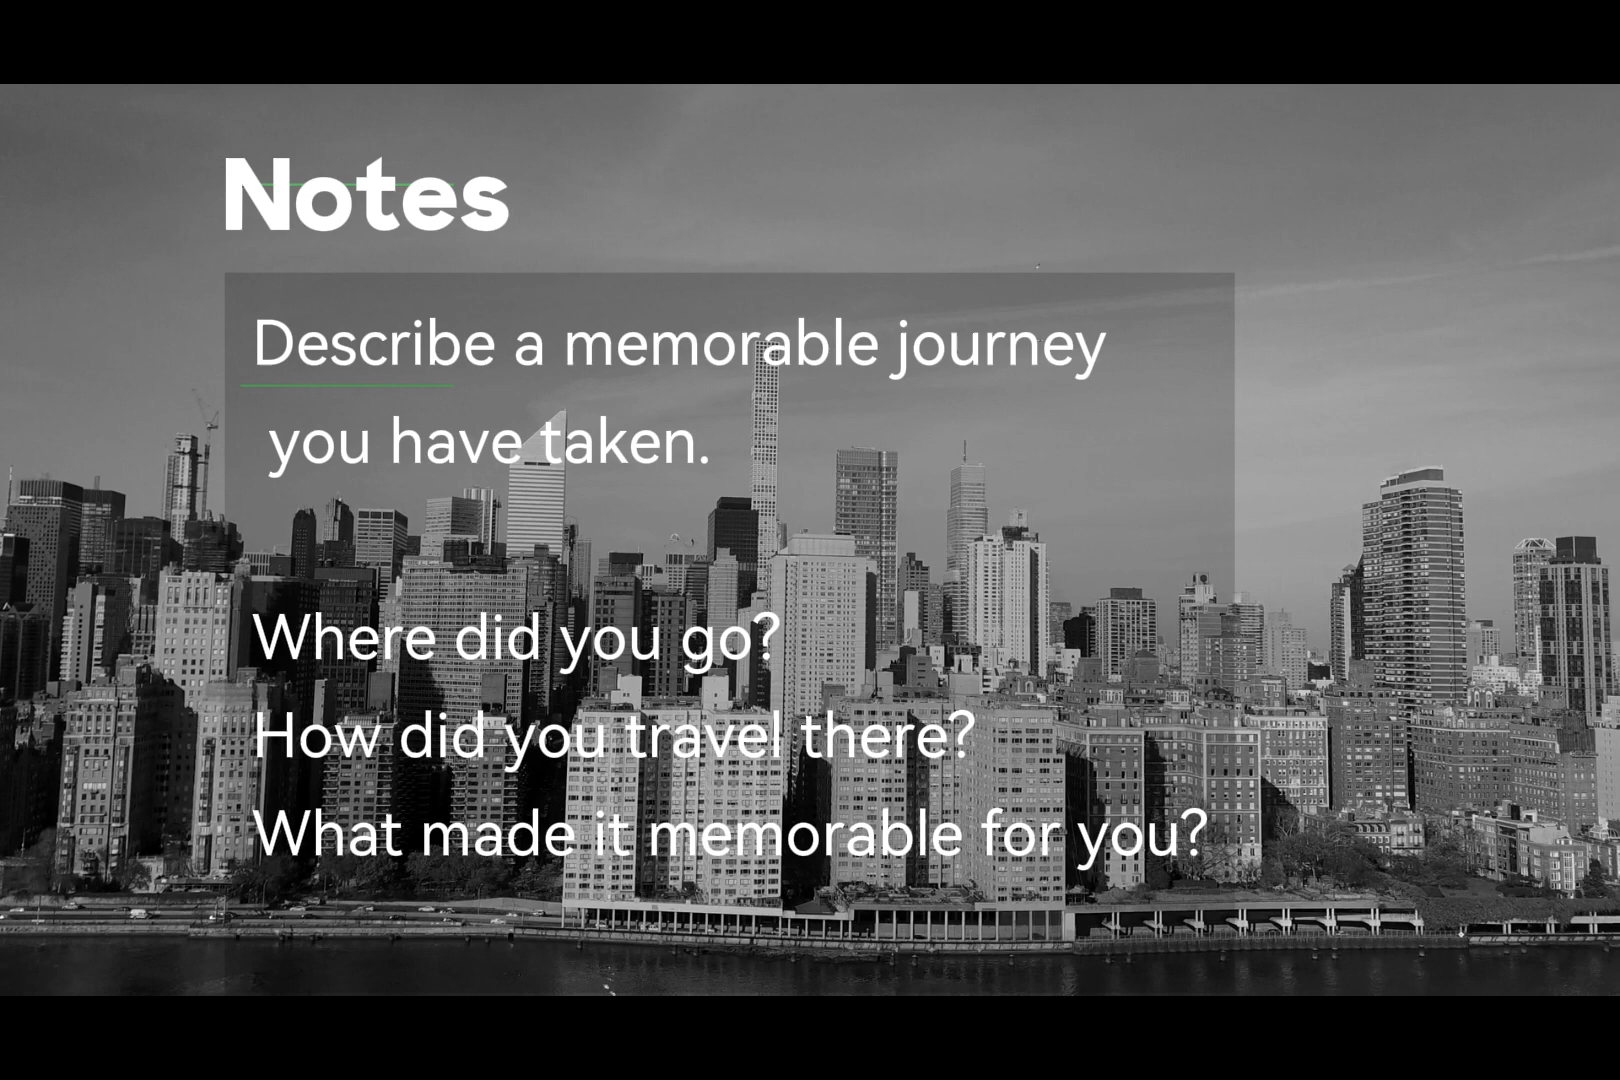 Notes
Describe a memorable journey
you have taken.
Where did you go?
How did you travel there?
What made it memorable for you?